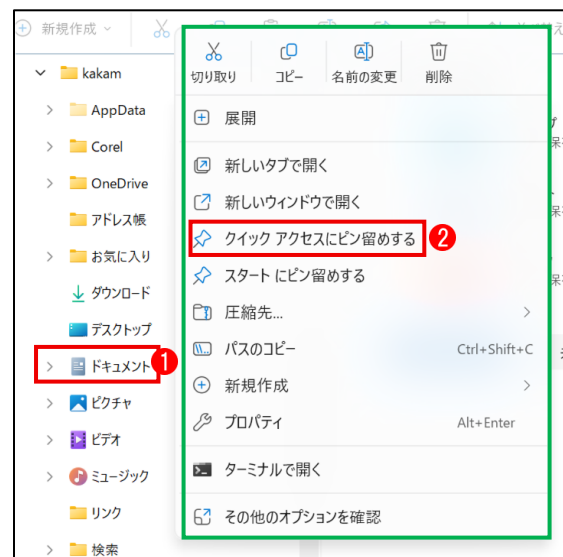 新規作成
kakam
AppData
Corel
OneDrive
アドレス帳
お気に入り
ダウンロード
デスクトップ
ドキュメント 1
ピクチャ
ビデオ
ミュージック
リンク
検索
切り取り コピー 名前の変更 削除
展開
新しいタブで開く
新しいウィンドウで開く
クイック アクセスにピン留めする 2
スタート にピン留めする
圧縮先...
パスのコピー Ctrl+Shift+C
新規作成
プロパティ Alt+Enter
ターミナルで開く
その他のオプションを確認